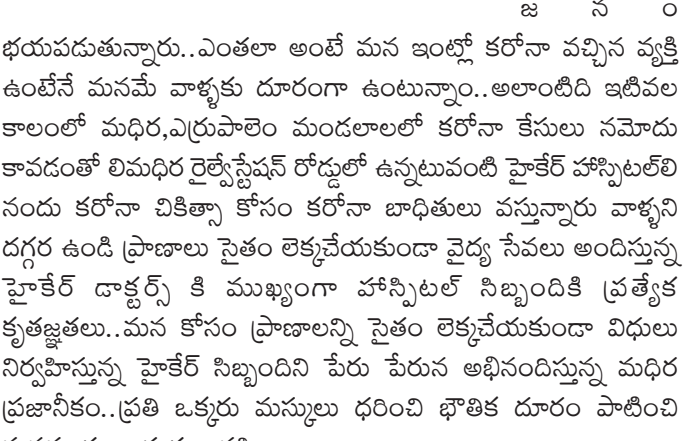 జ న ం
భయపడుతున్నారు..ఎంతలా అంటే మన ఇంట్లో కరోనా వచ్చిన వ్యక్తి
ఉంటేనే మనమే వాళ్ళకు దూరంగా ఉంటున్నాం..అలాంటిది ఇటివల
కాలంలో మధిర,ఎర్రుపాలెం మండలాలలో కరోనా కేసులు నమోదు
కావడంతో లిమధిర రైల్వేస్టేషన్ రోడ్డులో ఉన్నటువంటి హైకేర్ హాస్పిటల్‌లి
నందు కరోనా చికిత్సా కోసం కరోనా బాధితులు వస్తున్నారు వాళ్ళని
దగ్గర ఉండి ప్రాణాలు సైతం లెక్కచేయకుండా వైద్య సేవలు అందిస్తున్న
హైకేర్ డాక్టర్స్ కి ముఖ్యంగా హాస్పిటల్ సిబ్బందికి ప్రత్యేక
కృతజ్ఞతలు..మన కోసం ప్రాణాలన్ని సైతం లెక్కచేయకుండా విధులు
నిర్వహిస్తున్న హైకేర్ సిబ్బందిని పేరు పేరున అభినందిస్తున్న మధిర
ప్రజానీకం..ప్రతి ఒక్కరు మస్కులు ధరించి భౌతిక దూరం పాటించి